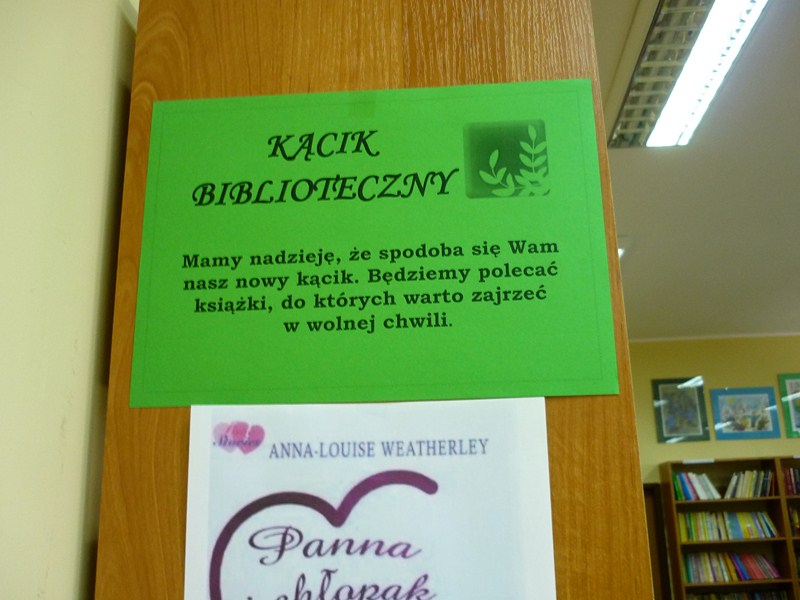 KĄCIK
BIBLIOTECZNY
Mamy nadzieję, że spodoba się Wam
nasz nowy kącik. Będziemy polecać
książki, do których warto zajrzeć
w wolnej chwili.
ANNA-LOUISE WEATHERLEY
Panna
chłopak